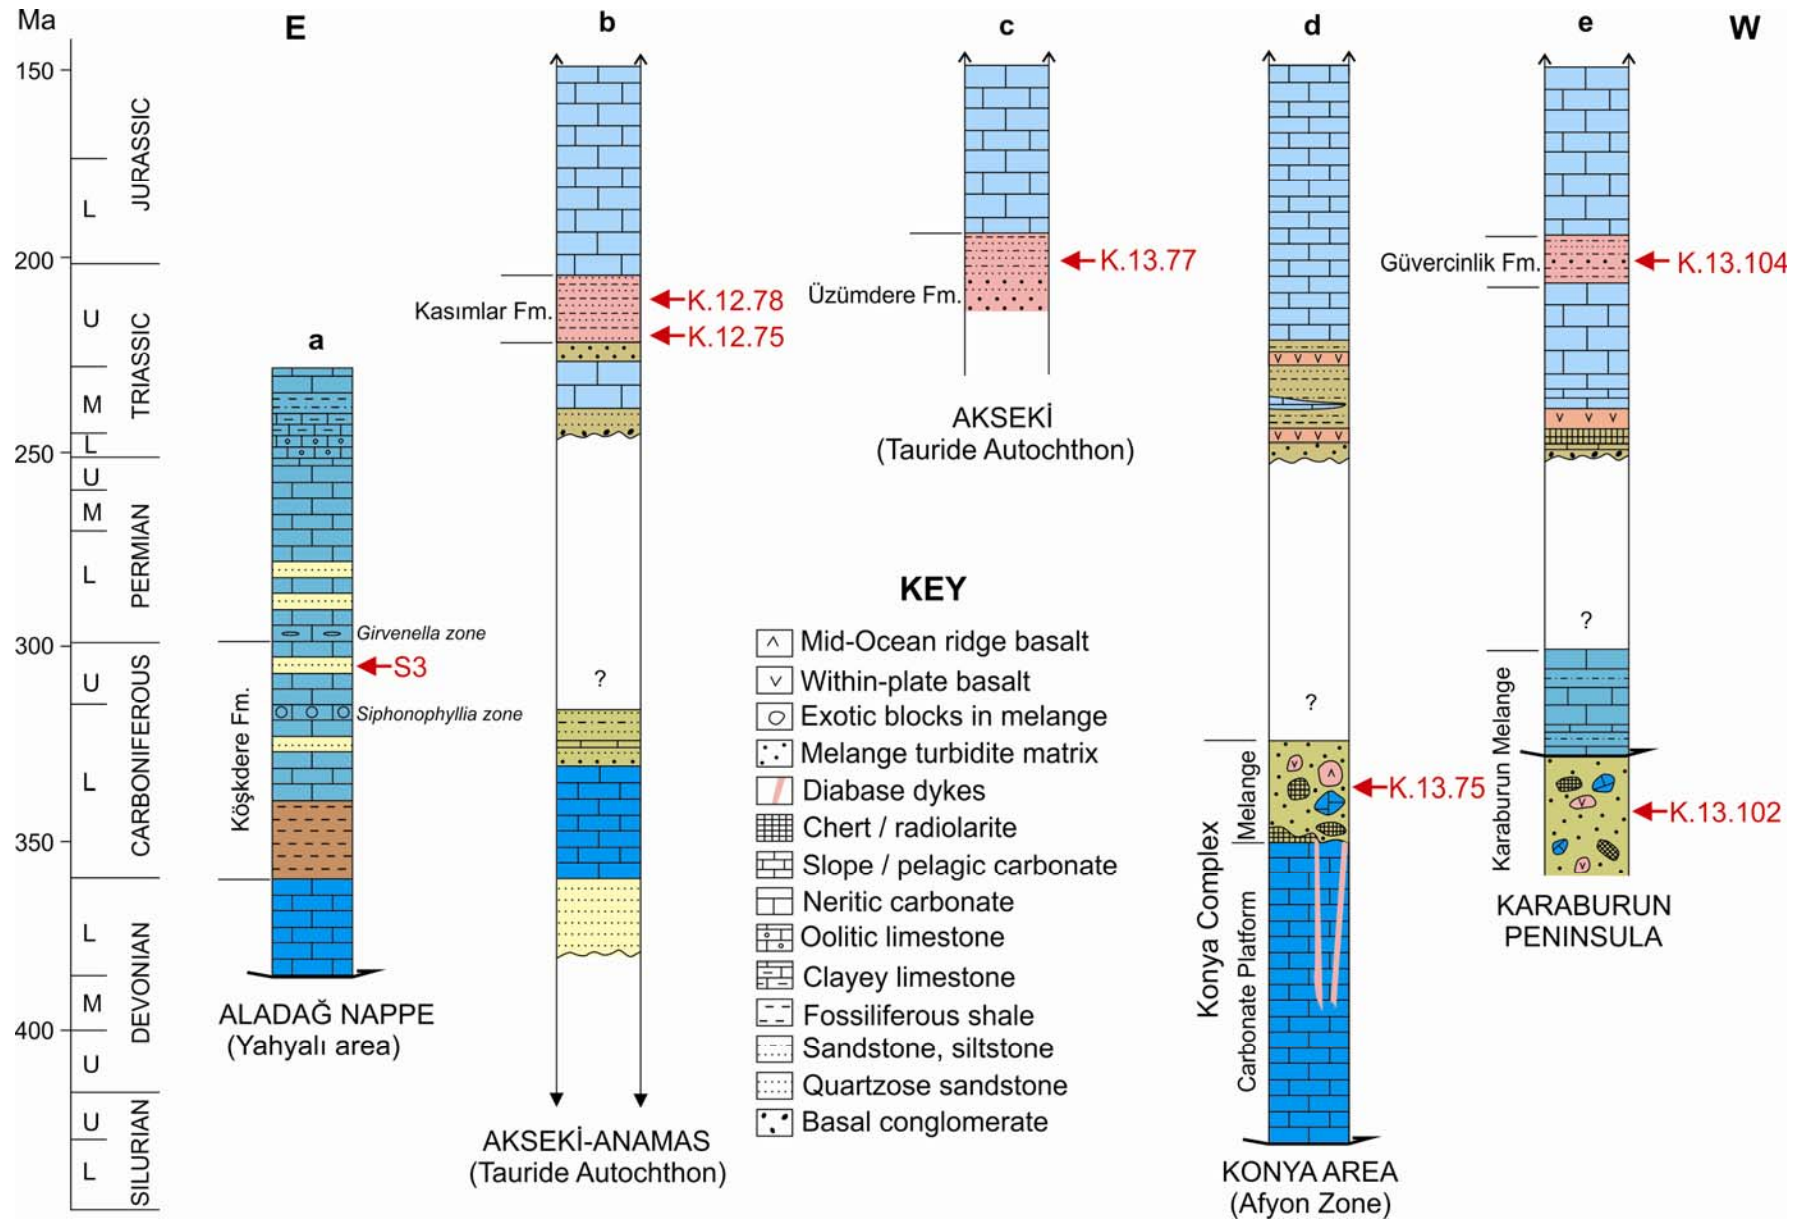 Ma
E
b
c
d
e
W
150
200
250
300
350
400
L
JURASSIC
U
M
L
TRIASSIC
U
M
L
PERMIAN
U
L
CARBONIFEROUS
L
M
U
DEVONIAN
U
L
SILURIAN
a
Girvenella zone
S3
Siphonophyllia zone
Köşkdere Fm.
ALADAĞ NAPPE
(Yahyalı area)
Kasımlar Fm.
K.12.78
K.12.75
?
AKSEKİ-ANAMAS
(Tauride Autochthon)
Üzümdere Fm.
K.13.77
AKSEKİ
(Tauride Autochthon)
KEY
Mid-Ocean ridge basalt
Within-plate basalt
Exotic blocks in melange
Melange turbidite matrix
Diabase dykes
Chert / radiolarite
Slope / pelagic carbonate
Neritic carbonate
Oolitic limestone
Clayey limestone
Fossiliferous shale
Sandstone, siltstone
Quartzose sandstone
Basal conglomerate
?
Melange
K.13.75
Konya Complex
Carbonate Platform
KONYA AREA
(Afyon Zone)
Güvercinlik Fm.
K.13.104
?
Karaburun Melange
K.13.102
KARABURUN
PENINSULA